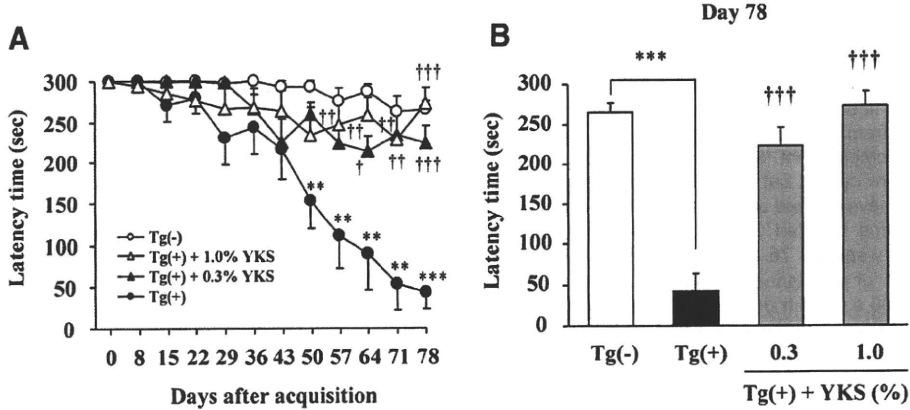 A
Latency time (sec)
300
250
200
150
100
50
0
†††
††
††
††
†
††
†††
**
**
**
**
***
Tg(-)
Tg(+) + 1.0% YKS
Tg(+) + 0.3% YKS
Tg(+)
0 8 15 22 29 36 43 50 57 64 71 78
Days after acquisition
Day 78
B
Latency time (sec)
300
250
200
150
100
50
0
***
†††
†††
Tg(-) Tg(+) 0.3 1.0
Tg(+) + YKS (%)